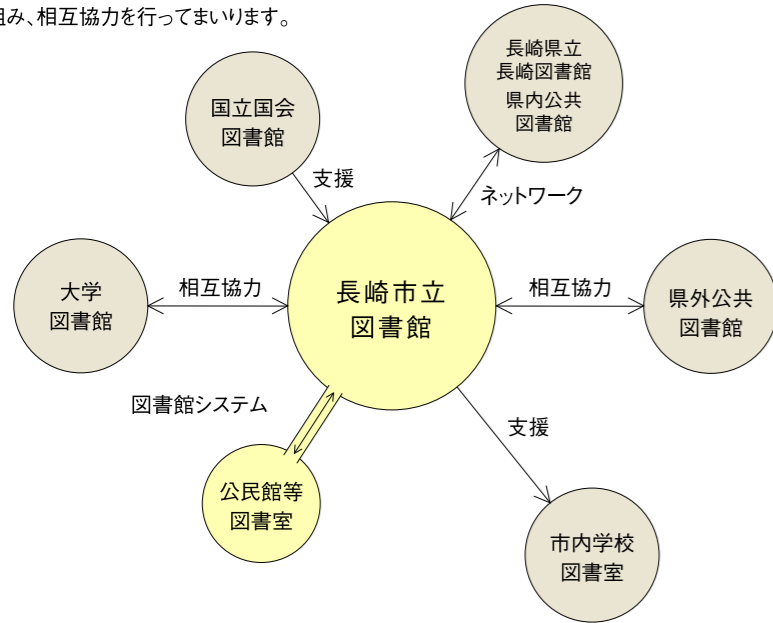 組み、相互協力を行ってまいります。
長崎県立
長崎図書館
県内公共
図書館
国立国会
図書館
支援
ネットワーク
大学
図書館
相互協力
長崎市立
図書館
相互協力
県外公共
図書館
図書館システム
支援
公民館等
図書室
市内学校
図書室